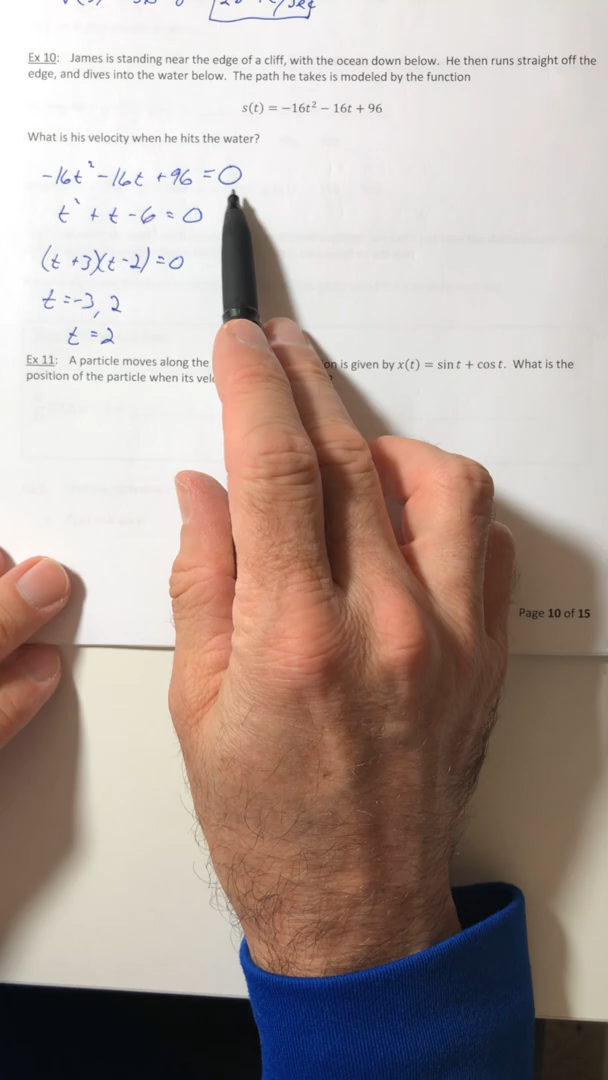 Ex 10: James is standing near the edge of a cliff, with the ocean down below. He then runs straight off the
edge, and dives into the water below. The path he takes is modeled by the function
s(t) = −16t² − 16t + 96
What is his velocity when he hits the water?
-16t² - 16t + 96 = 0
t² + t - 6 = 0
(t +3)(t -2) = 0
t = -3, 2
t = 2
Ex 11: A particle moves along the on is given by x(t) = sin t + cos t. What is the
position of the particle when its
Page 10 of 15